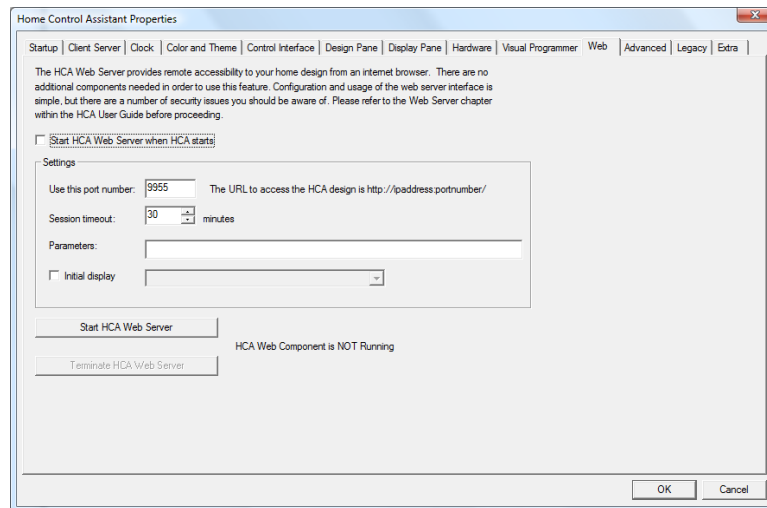 Home Control Assistant Properties
Startup Client Server Clock Color and Theme Control Interface Design Pane Display Pane Hardware Visual Programmer Web Advanced Legacy Extra
The HCA Web Server provides remote accessibility to your home design from an internet browser. There are no
additional components needed in order to use this feature. Configuration and usage of the web server interface is
simple, but there are a number of security issues you should be aware of. Please refer to the Web Server chapter
within the HCA User Guide before proceeding.
Start HCA Web Server when HCA starts
Settings
Use this port number: 9955 The URL to access the HCA design is http://ipaddress:portnumber/
Session timeout: 30 minutes
Parameters:
Initial display
Start HCA Web Server
HCA Web Component is NOT Running
Terminate HCA Web Server
OK Cancel